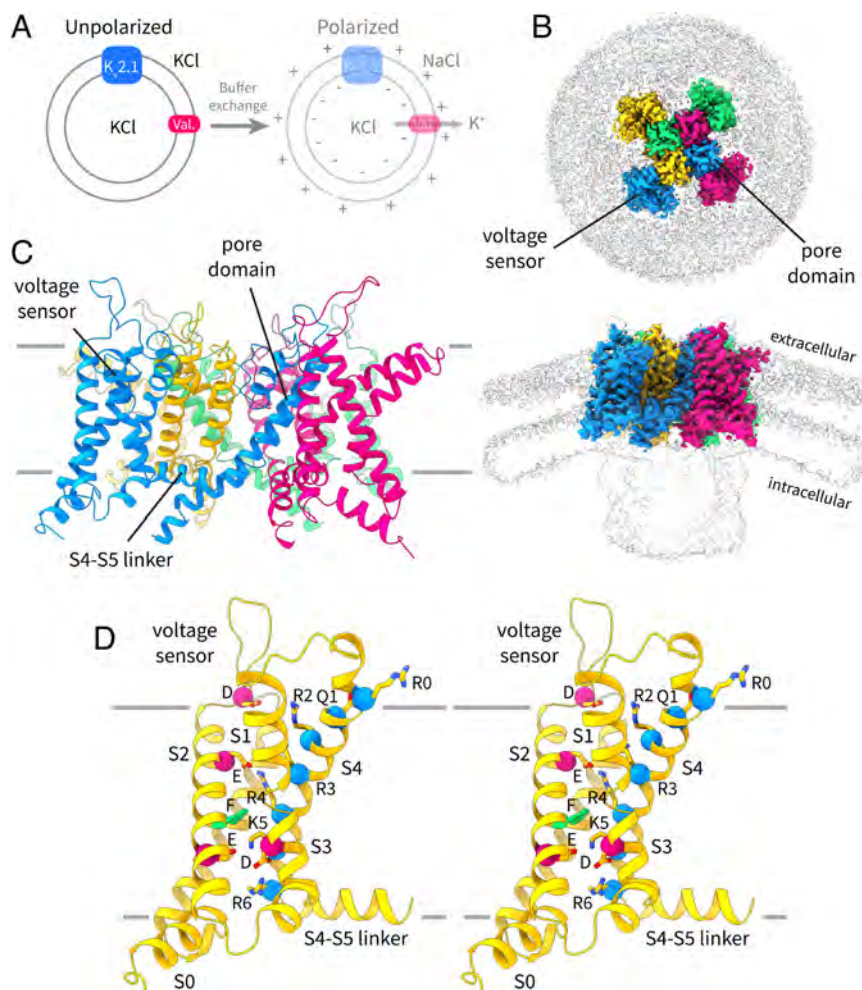 A
Unpolarized
KCl
Kv2.1
KCl
Val.
Buffer
exchange
Polarized
NaCl
KCl
K⁺
B
voltage
sensor
pore
domain
extracellular
intracellular
C
voltage
sensor
pore
domain
S4-S5 linker
D
voltage
sensor
D
R2
Q1
R0
S1
S2
E
S4
R3
R4
F
K5
E
S3
D
R6
S4-S5 linker
S0
voltage
sensor
D
R2
Q1
R0
S1
S2
E
S4
R3
R4
F
K5
E
S3
D
R6
S4-S5 linker
S0